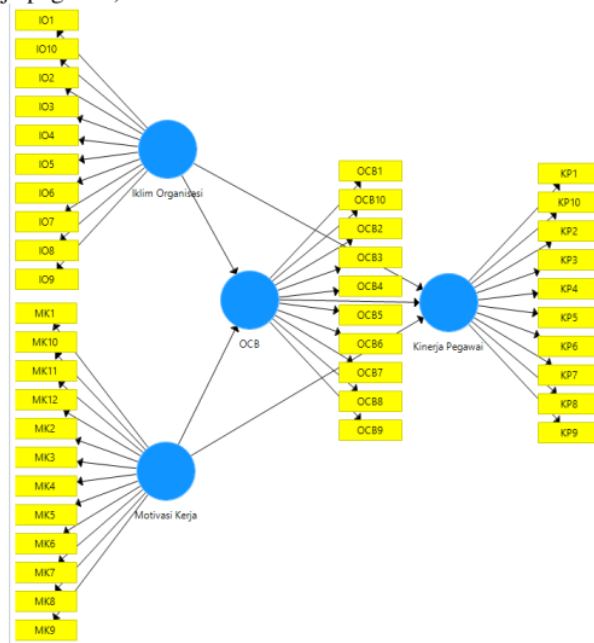 IO1
IO10
IO2
IO3
IO4
IO5
IO6
IO7
IO8
IO9
Iklim Organisasi
MK1
MK10
MK11
MK12
MK2
MK3
MK4
MK5
MK6
MK7
MK8
MK9
Motivasi Kerja
OCB
OCB1
OCB10
OCB2
OCB3
OCB4
OCB5
OCB6
OCB7
OCB8
OCB9
Kinerja Pegawai
KP1
KP10
KP2
KP3
KP4
KP5
KP6
KP7
KP8
KP9